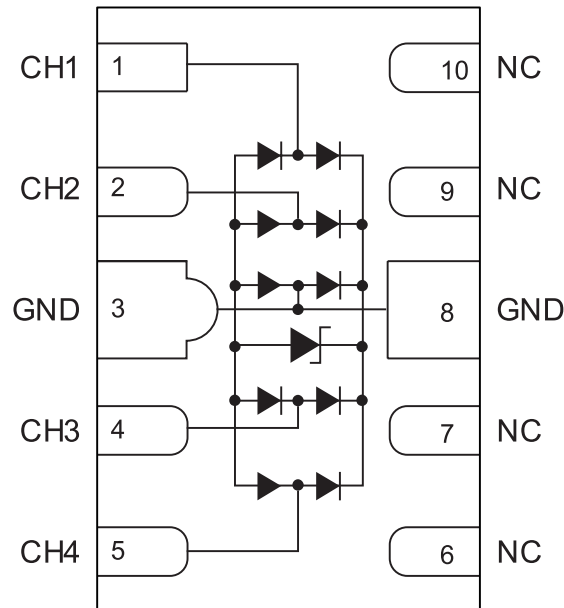 CH1 1 10 NC
CH2 2 9 NC
GND 3 8 GND
CH3 4 7 NC
CH4 5 6 NC